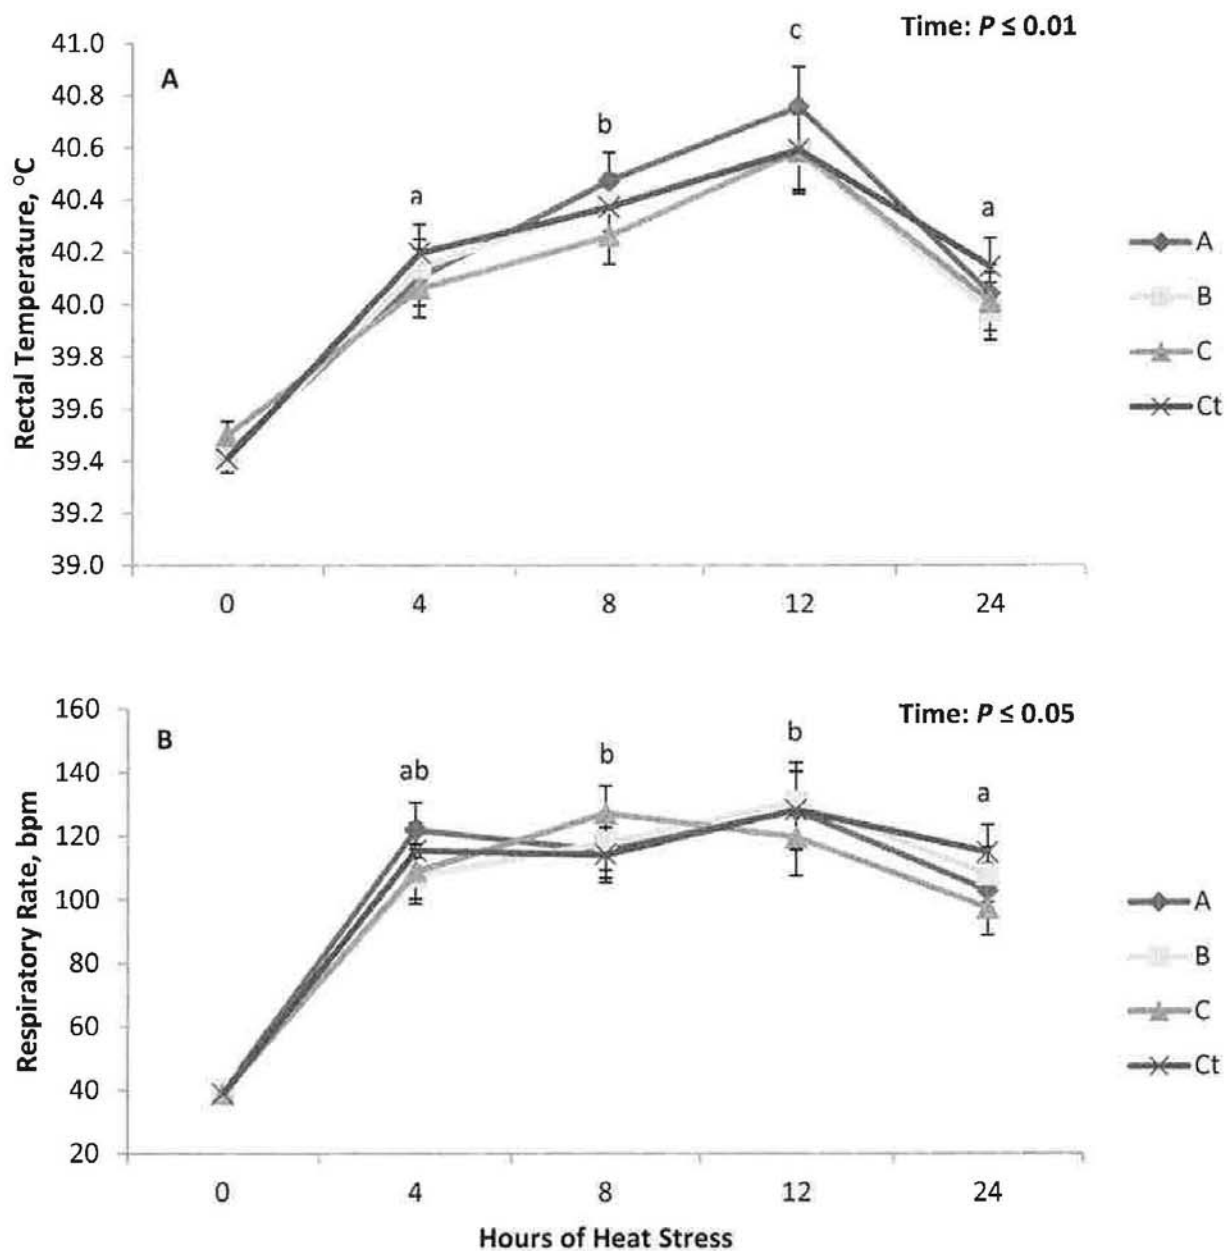 Time: P ≤ 0.01
A
c
b
a
a
41.0
40.8
40.6
40.4
40.2
40.0
39.8
39.6
39.4
39.2
39.0
Rectal Temperature, °C
0 4 8 12 24
A
B
C
Ct
Time: P ≤ 0.05
B
ab
b
b
a
160
140
120
100
80
60
40
20
Respiratory Rate, bpm
0 4 8 12 24
Hours of Heat Stress
A
B
C
Ct